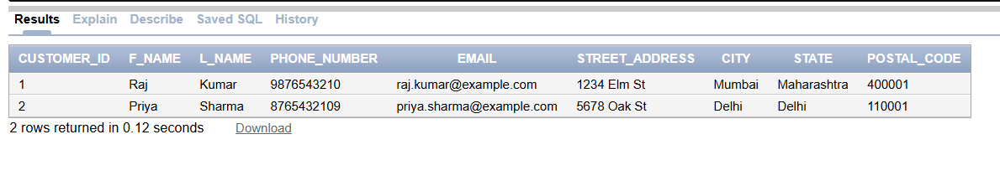 Results Explain Describe Saved SQL History
CUSTOMER_ID F_NAME L_NAME PHONE_NUMBER EMAIL STREET_ADDRESS CITY STATE POSTAL_CODE
1 Raj Kumar 9876543210 raj.kumar@example.com 1234 Elm St Mumbai Maharashtra 400001
2 Priya Sharma 8765432109 priya.sharma@example.com 5678 Oak St Delhi Delhi 110001
2 rows returned in 0.12 seconds Download